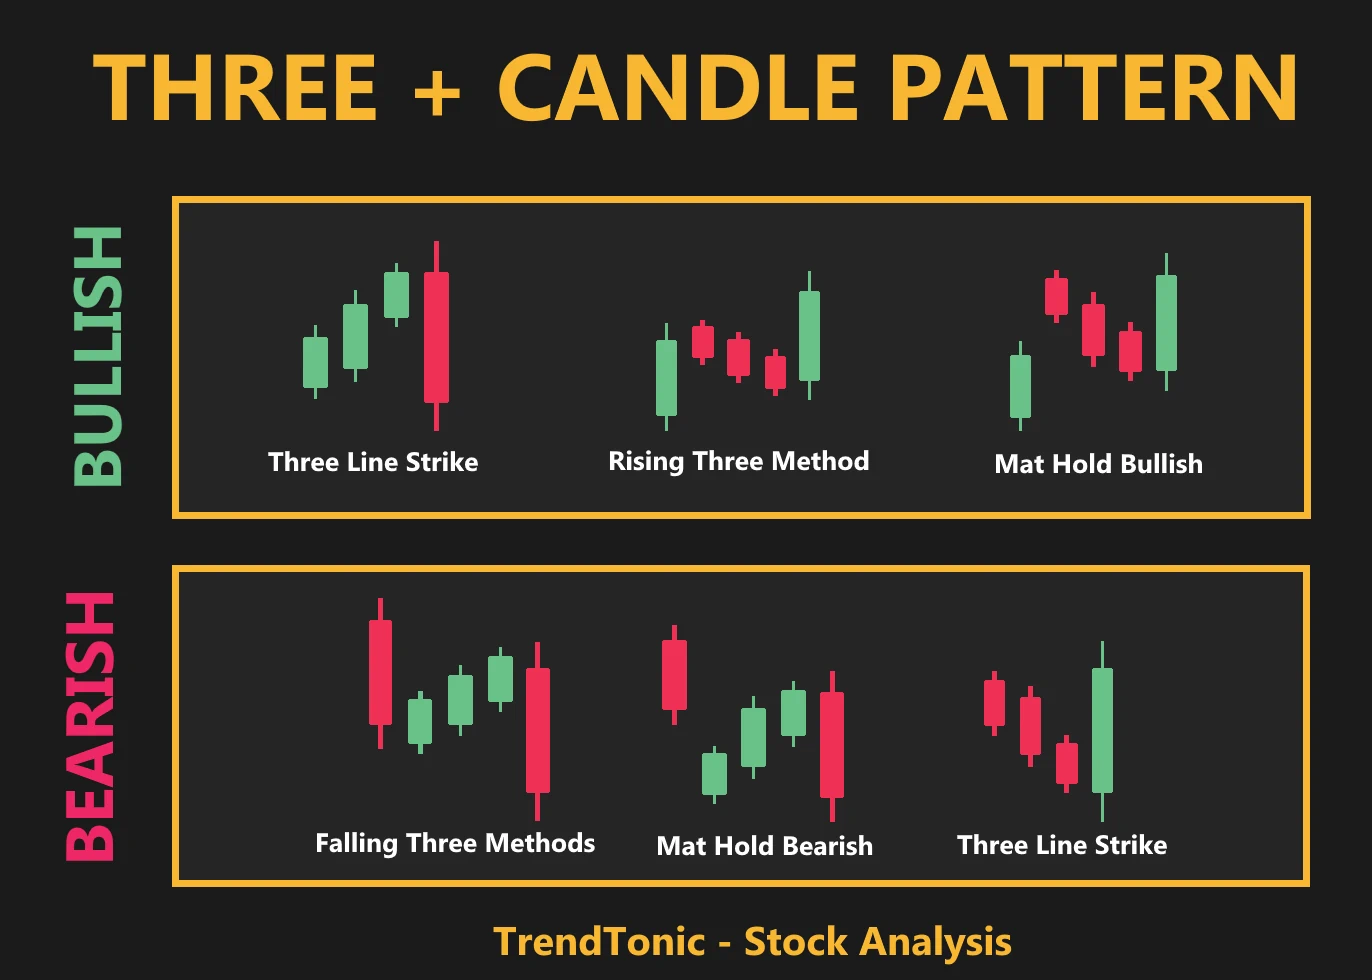 THREE + CANDLE PATTERN
BULLISH
Three Line Strike
Rising Three Method
Mat Hold Bullish
BEARISH
Falling Three Methods
Mat Hold Bearish
Three Line Strike
TrendTonic - Stock Analysis